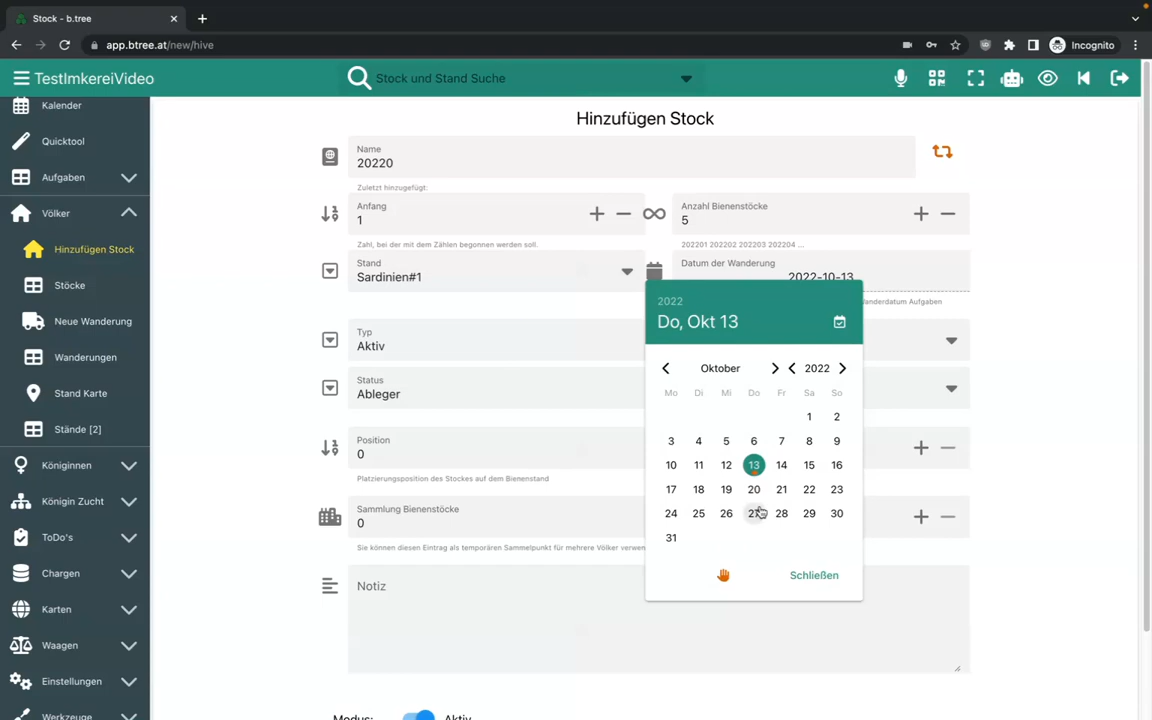 Stock - b.tree
app.btree.at/new/hive
Incognito
TestImkereiVideo
Stock und Stand Suche
Kalender
Quicktool
Aufgaben
Völker
Hinzufügen Stock
Stöcke
Neue Wanderung
Wanderungen
Stand Karte
Stände [2]
Königinnen
Königin Zucht
ToDo's
Chargen
Karten
Waagen
Einstellungen
Werkzeuge
Hinzufügen Stock
Name
20220
Zuletzt hinzugefügt:
Anfang
1
Anzahl Bienenstöcke
5
Zahl, bei der mit dem Zählen begonnen werden soll.
202201 202202 202203 202204 ...
Stand
Sardinien#1
Datum der Wanderung
2022-10-13
Wanderdatum Aufgaben
Typ
Aktiv
Status
Ableger
Position
0
Platzierungsposition des Stockes auf dem Bienenstand
Sammlung Bienenstöcke
0
Sie können diesen Eintrag als temporären Sammelpunkt für mehrere Völker verwen
Notiz
Modus: Aktiv
2022
Do, Okt 13
Oktober 2022
Mo Di Mi Do Fr Sa So
1 2
3 4 5 6 7 8 9
10 11 12 13 14 15 16
17 18 19 20 21 22 23
24 25 26 27 28 29 30
31
Schließen